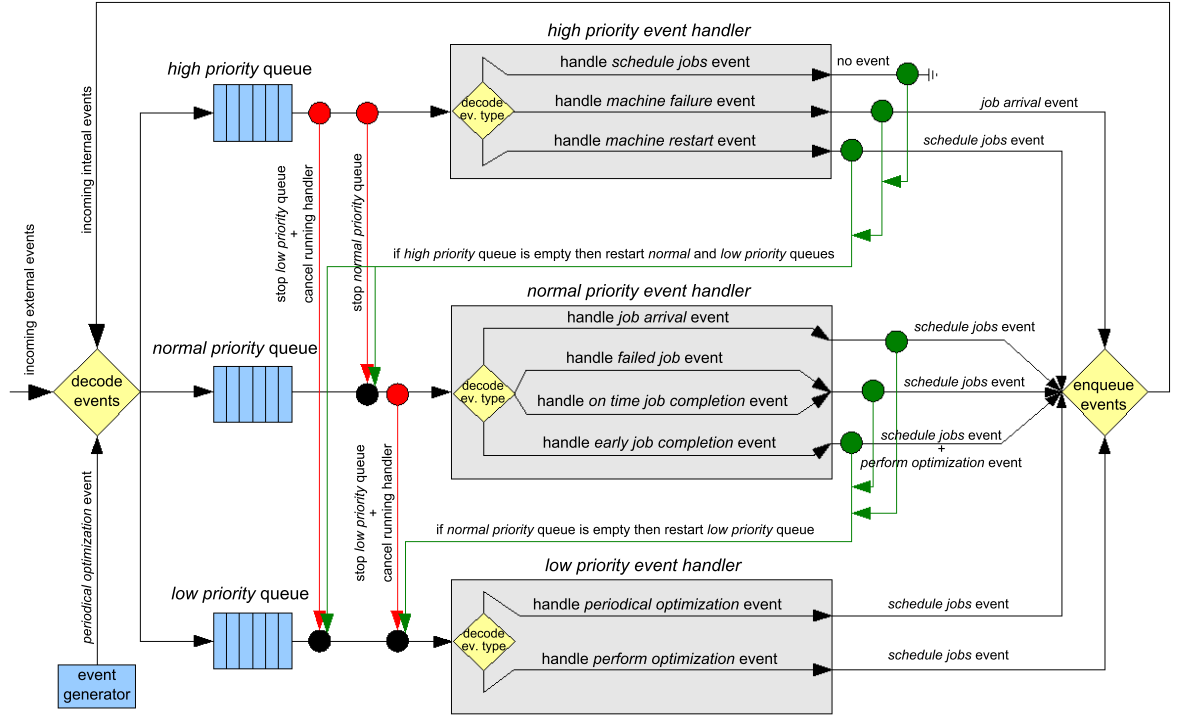 high priority event handler
high priority queue
handle schedule jobs event
no event
decode
ev. type
handle machine failure event
job arrival event
handle machine restart event
schedule jobs event
incoming internal events
incoming external events
stop low priority queue
+
cancel running handler
stop normal priority queue
if high priority queue is empty then restart normal and low priority queues
normal priority event handler
normal priority queue
handle job arrival event
schedule jobs event
handle failed job event
decode
events
decode
ev. type
schedule jobs event
enqueue
events
handle on time job completion event
handle early job completion event
schedule jobs event
+
perform optimization event
periodical optimization event
stop low priority queue
+
cancel running handler
if normal priority queue is empty then restart low priority queue
low priority event handler
low priority queue
handle periodical optimization event
schedule jobs event
decode
ev. type
handle perform optimization event
schedule jobs event
event
generator